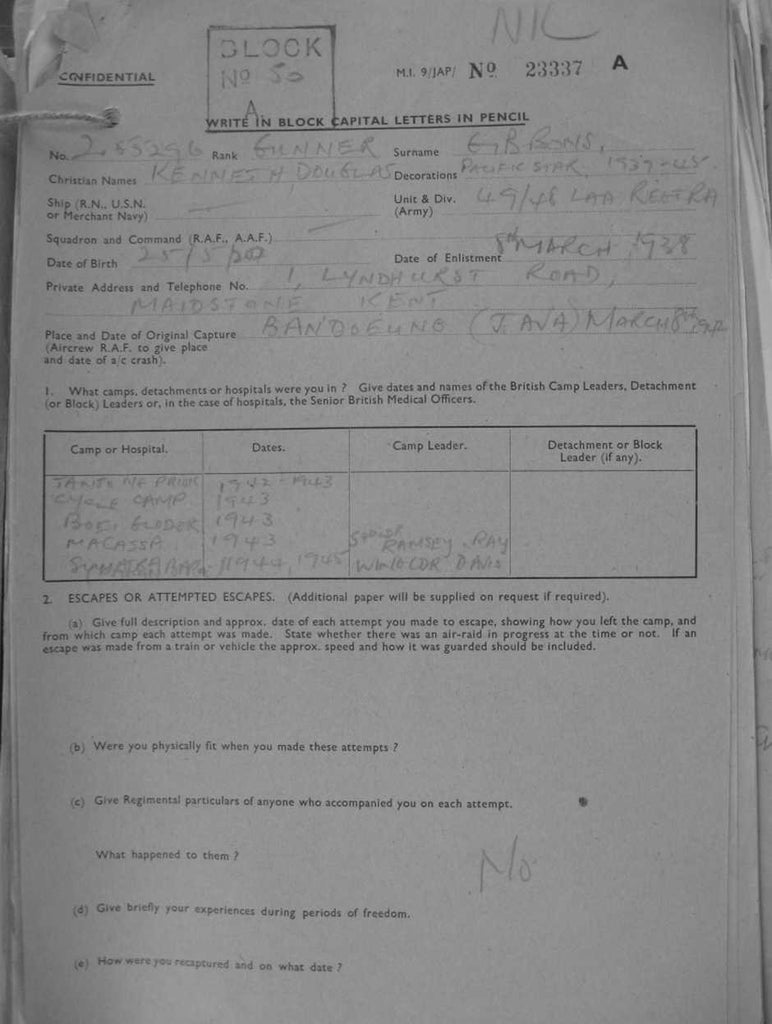 NIL
BLOCK
No 50
A
CONFIDENTIAL
M.I. 9/JAP/ No. 23337 A
WRITE IN BLOCK CAPITAL LETTERS IN PENCIL
No. Rank GUNNER Surname GIBBONS,
Christian Names KENNETH DOUGLAS Decorations PACIFIC STAR, 1939-45
Ship (R.N., U.S.N. or Merchant Navy)
Unit & Div. (Army) 49/48 LAA REGT RA
Squadron and Command (R.A.F., A.A.F.)
Date of Birth 25/5/ Date of Enlistment 8th MARCH 1938
Private Address and Telephone No. 1, LYNDHURST ROAD,
MAIDSTONE KENT
Place and Date of Original Capture BANDOEUNG (JAVA) MARCH 8th 1942
(Aircrew R.A.F. to give place
and date of a/c crash).
1. What camps, detachments or hospitals were you in ? Give dates and names of the British Camp Leaders, Detachment
(or Block) Leaders or, in the case of hospitals, the Senior British Medical Officers.
Camp or Hospital. Dates. Camp Leader. Detachment or Block
Leader (if any).
1942-1943
CYCLE CAMP 1943
BOEI GLODOK 1943
MACASSA 1943 RAMSEY RAY
1944, 1945 WING CDR DAVIS
2. ESCAPES OR ATTEMPTED ESCAPES. (Additional paper will be supplied on request if required).
(a) Give full description and approx. date of each attempt you made to escape, showing how you left the camp, and
from which camp each attempt was made. State whether there was an air-raid in progress at the time or not. If an
escape was made from a train or vehicle the approx. speed and how it was guarded should be included.
(b) Were you physically fit when you made these attempts ?
(c) Give Regimental particulars of anyone who accompanied you on each attempt.
What happened to them ?
No
(d) Give briefly your experiences during periods of freedom.
(e) How were you recaptured and on what date ?